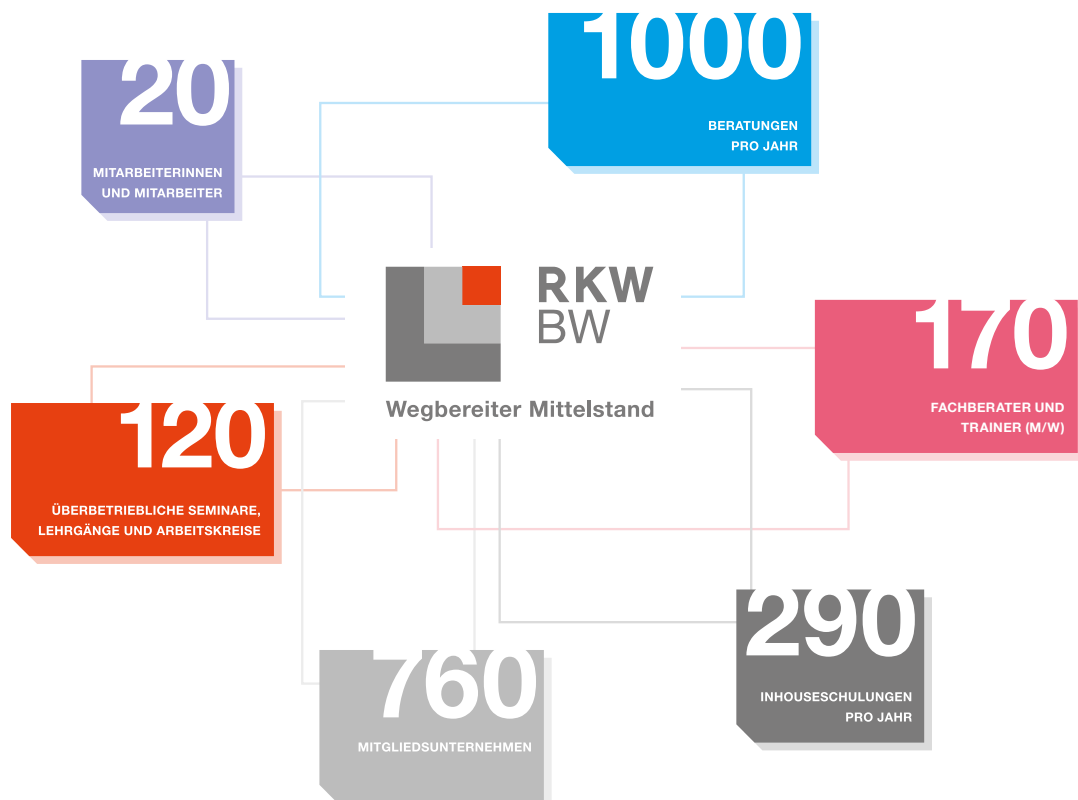 1000
BERATUNGEN
PRO JAHR
20
MITARBEITERINNEN
UND MITARBEITER
RKW
BW
Wegbereiter Mittelstand
170
FACHBERATER UND
TRAINER (M/W)
120
ÜBERBETRIEBLICHE SEMINARE,
LEHRGÄNGE UND ARBEITSKREISE
290
INHOUSESCHULUNGEN
PRO JAHR
760
MITGLIEDSUNTERNEHMEN